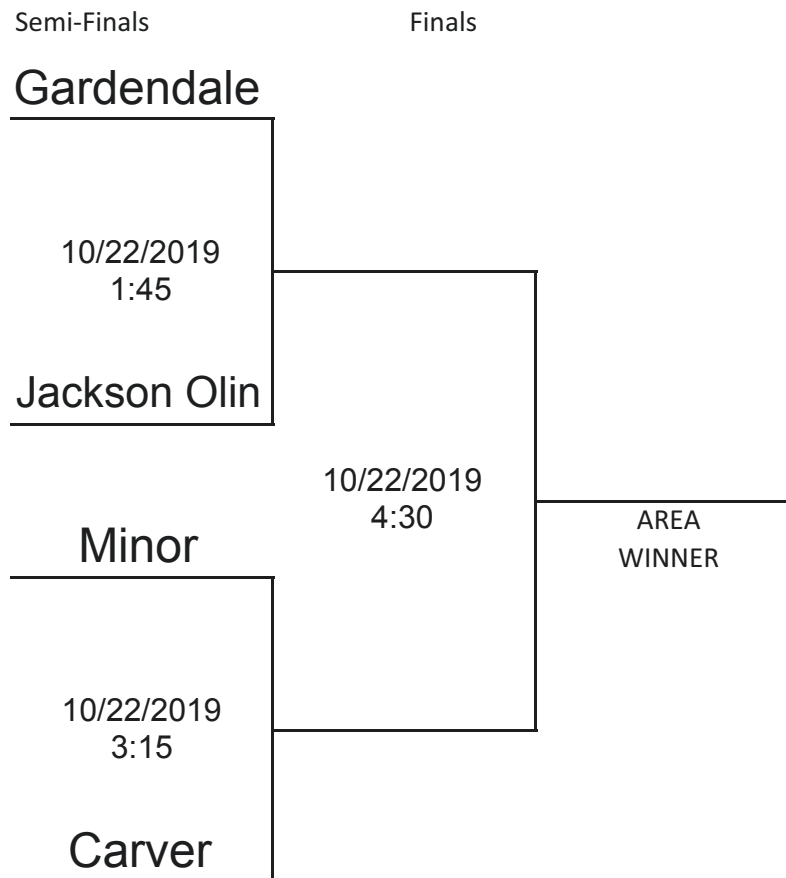 Semi-Finals
Finals
Gardendale
10/22/2019
1:45
Jackson Olin
10/22/2019
4:30
AREA
WINNER
Minor
10/22/2019
3:15
Carver